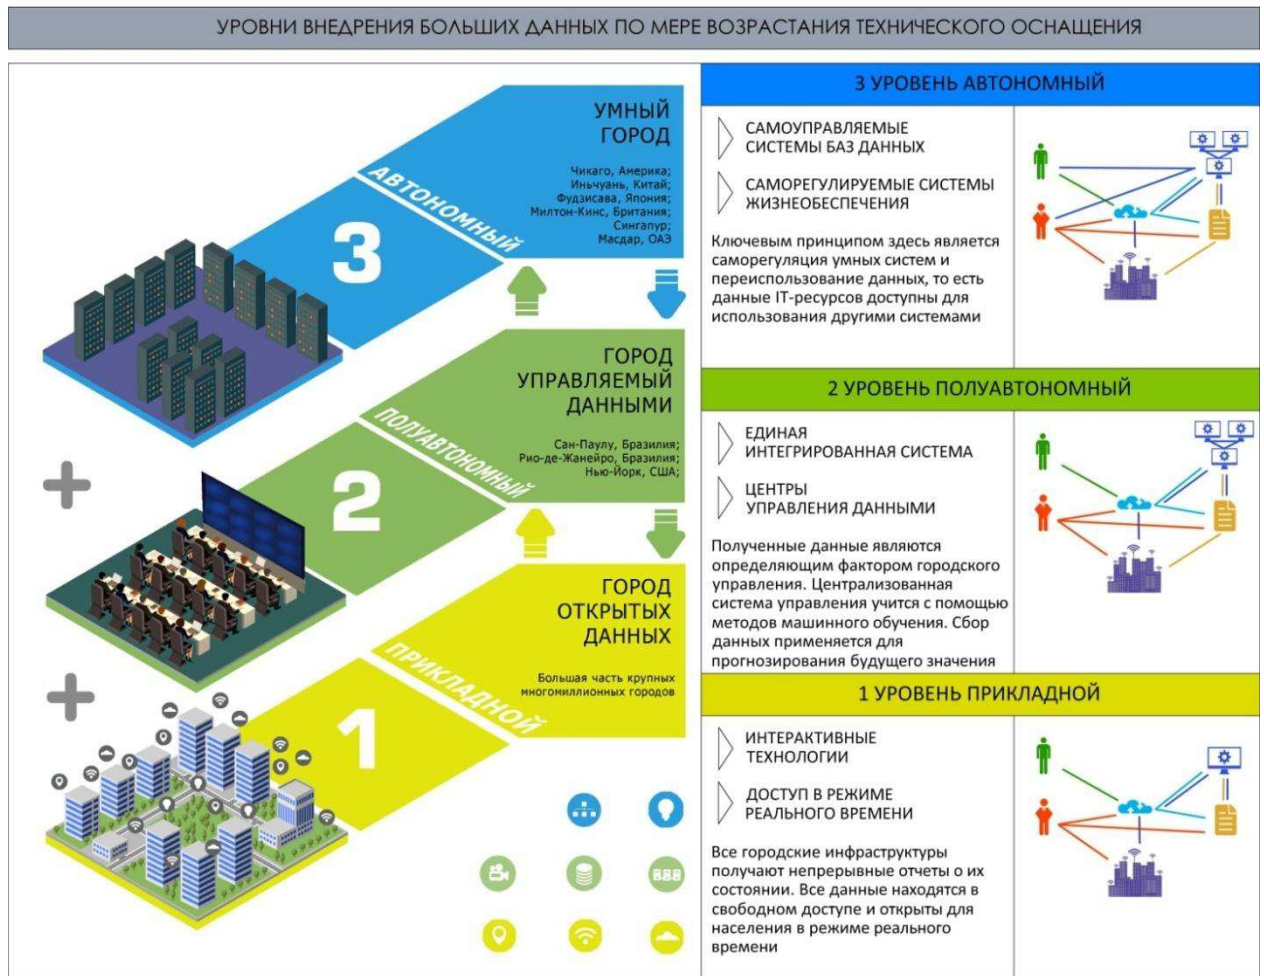 УРОВНИ ВНЕДРЕНИЯ БОЛЬШИХ ДАННЫХ ПО МЕРЕ ВОЗРАСТАНИЯ ТЕХНИЧЕСКОГО ОСНАЩЕНИЯ
УМНЫЙ
ГОРОД
Чикаго, Америка;
Иньчуань, Китай;
Фудзисава, Япония;
Милтон-Кинс, Британия;
Сингапур;
Масдар, ОАЭ
АВТОНОМНЫЙ
3
ГОРОД
УПРАВЛЯЕМЫЙ
ДАННЫМИ
Сан-Паулу, Бразилия;
Рио-де-Жанейро, Бразилия;
Нью-Йорк, США;
ПОЛУАВТОНОМНЫЙ
2
ГОРОД
ОТКРЫТЫХ
ДАННЫХ
Большая часть крупных
многомиллионных городов
ПРИКЛАДНОЙ
1
3 УРОВЕНЬ АВТОНОМНЫЙ
САМОУПРАВЛЯЕМЫЕ
СИСТЕМЫ БАЗ ДАННЫХ
САМОРЕГУЛИРУЕМЫЕ СИСТЕМЫ
ЖИЗНЕОБЕСПЕЧЕНИЯ
Ключевым принципом здесь является
саморегуляция умных систем и
переиспользование данных, то есть
данные IT-ресурсов доступны для
использования другими системами
2 УРОВЕНЬ ПОЛУАВТОНОМНЫЙ
ЕДИНАЯ
ИНТЕГРИРОВАННАЯ СИСТЕМА
ЦЕНТРЫ
УПРАВЛЕНИЯ ДАННЫМИ
Полученные данные являются
определяющим фактором городского
управления. Централизованная
система управления учится с помощью
методов машинного обучения. Сбор
данных применяется для
прогнозирования будущего значения
1 УРОВЕНЬ ПРИКЛАДНОЙ
ИНТЕРАКТИВНЫЕ
ТЕХНОЛОГИИ
ДОСТУП В РЕЖИМЕ
РЕАЛЬНОГО ВРЕМЕНИ
Все городские инфраструктуры
получают непрерывные отчеты о их
состоянии. Все данные находятся в
свободном доступе и открыты для
населения в режиме реального
времени